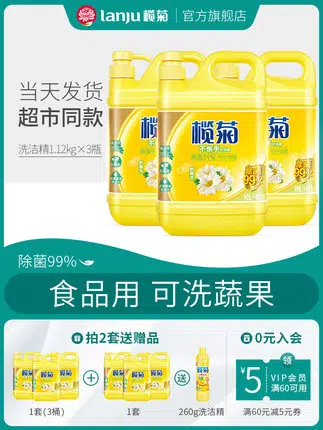 lanju 榄菊 官方旗舰店
当天发货
超市同款
洗洁精1.12kg×3瓶
榄菊
不伤手
除菌
99%
除菌99%
食品用 可洗蔬果
拍2套送赠品
0元入会
1套(3桶)
+
1套
送
260g洗洁精
¥5
领
VIP会员
满60可用
满60元减5元券